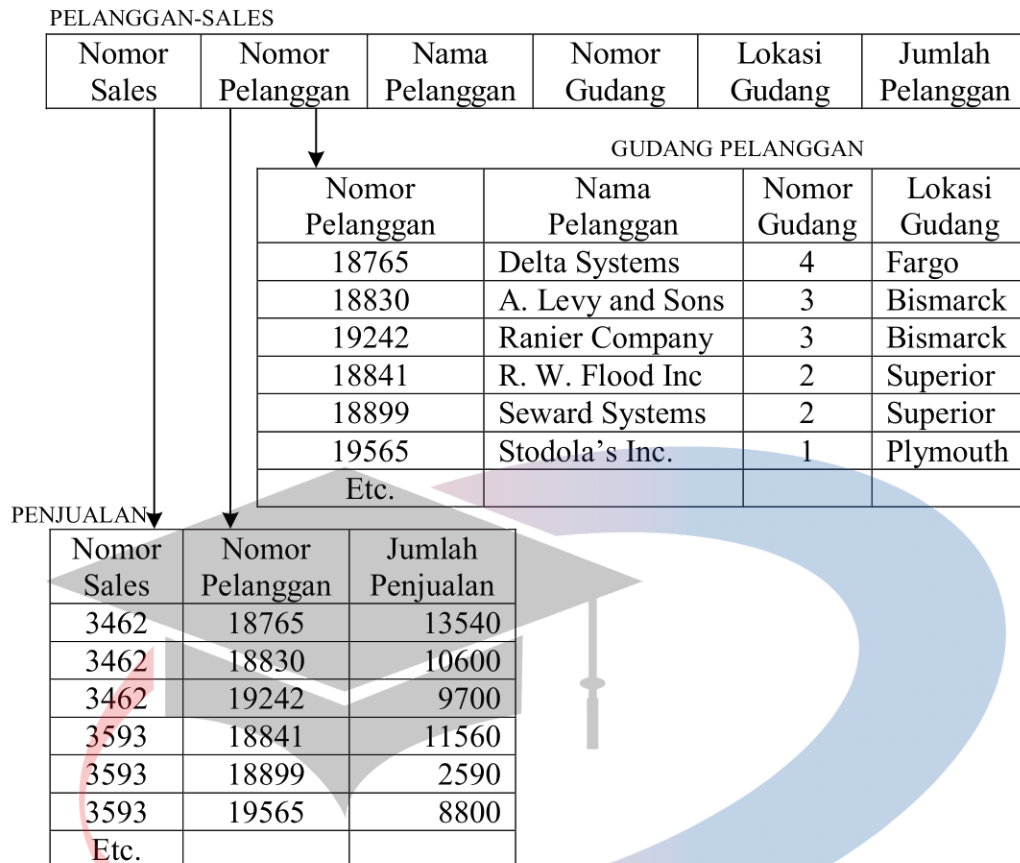 PELANGGAN-SALES
Nomor Sales Nomor Pelanggan Nama Pelanggan Nomor Gudang Lokasi Gudang Jumlah Pelanggan
GUDANG PELANGGAN
Nomor Pelanggan Nama Pelanggan Nomor Gudang Lokasi Gudang
18765 Delta Systems 4 Fargo
18830 A. Levy and Sons 3 Bismarck
19242 Ranier Company 3 Bismarck
18841 R. W. Flood Inc 2 Superior
18899 Seward Systems 2 Superior
19565 Stodola’s Inc. 1 Plymouth
Etc.
PENJUALAN
Nomor Sales Nomor Pelanggan Jumlah Penjualan
3462 18765 13540
3462 18830 10600
3462 19242 9700
3593 18841 11560
3593 18899 2590
3593 19565 8800
Etc.